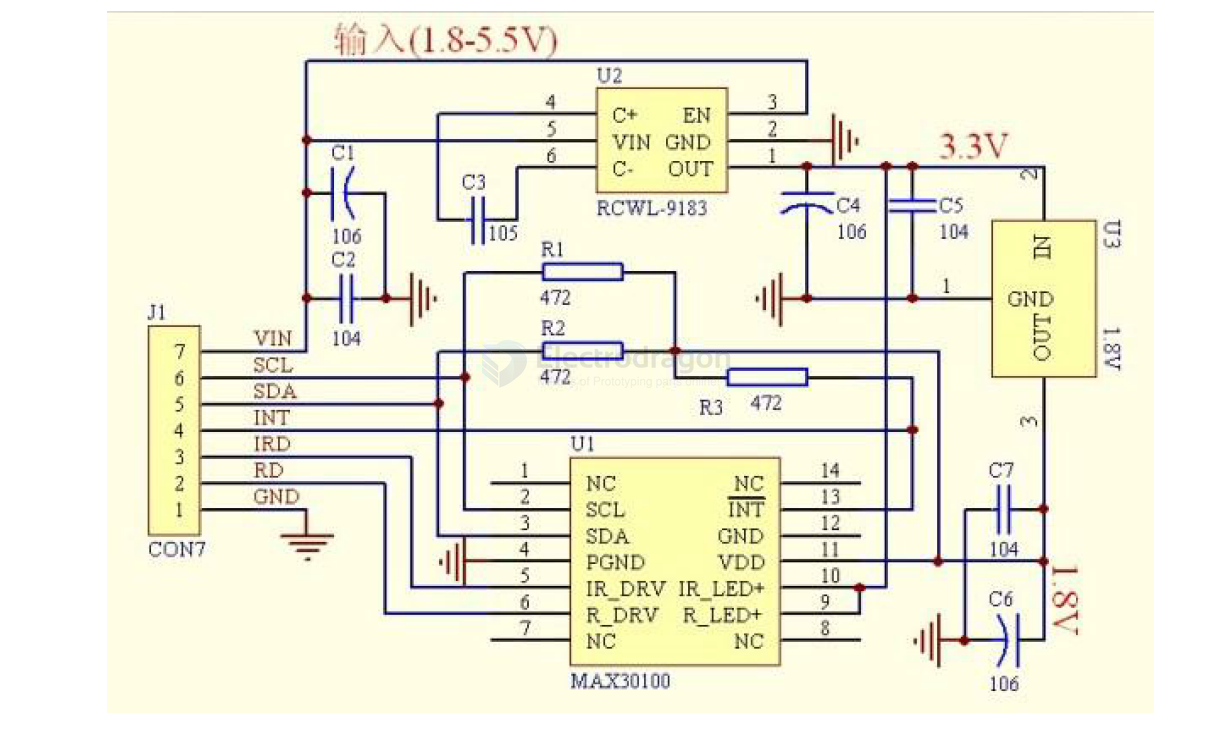 输入(1.8-5.5V)
U2
4 C+ EN 3
5 VIN GND 2
6 C- OUT 1
RCWL-9183
3.3V
C1
106
C2
104
C3
105
C4
106
C5
104
2
U3
IN
1 GND
OUT
1.8V
3
R1
472
R2
472
R3
472
Electrodragon
J1
7 VIN
6 SCL
5 SDA
4 INT
3 IRD
2 RD
1 GND
CON7
U1
1 NC NC 14
2 SCL INT 13
3 SDA GND 12
4 PGND VDD 11
5 IR_DRV IR_LED+ 10
6 R_DRV R_LED+ 9
7 NC NC 8
MAX30100
C7
104
1.8V
C6
106